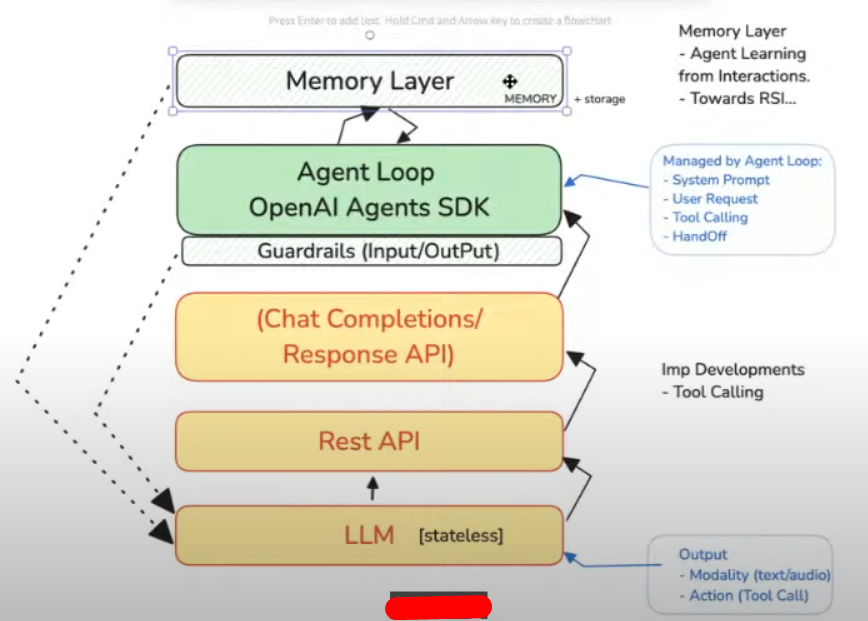 Press Enter to add text. Hold Cmd and Arrow key to create a flowchart
Memory Layer
MEMORY
+ storage
Memory Layer
- Agent Learning
from Interactions.
- Towards RSI...
Agent Loop
OpenAI Agents SDK
Managed by Agent Loop:
- System Prompt
- User Request
- Tool Calling
- HandOff
Guardrails (Input/OutPut)
(Chat Completions/
Response API)
Imp Developments
- Tool Calling
Rest API
LLM [stateless]
Output
- Modality (text/audio)
- Action (Tool Call)